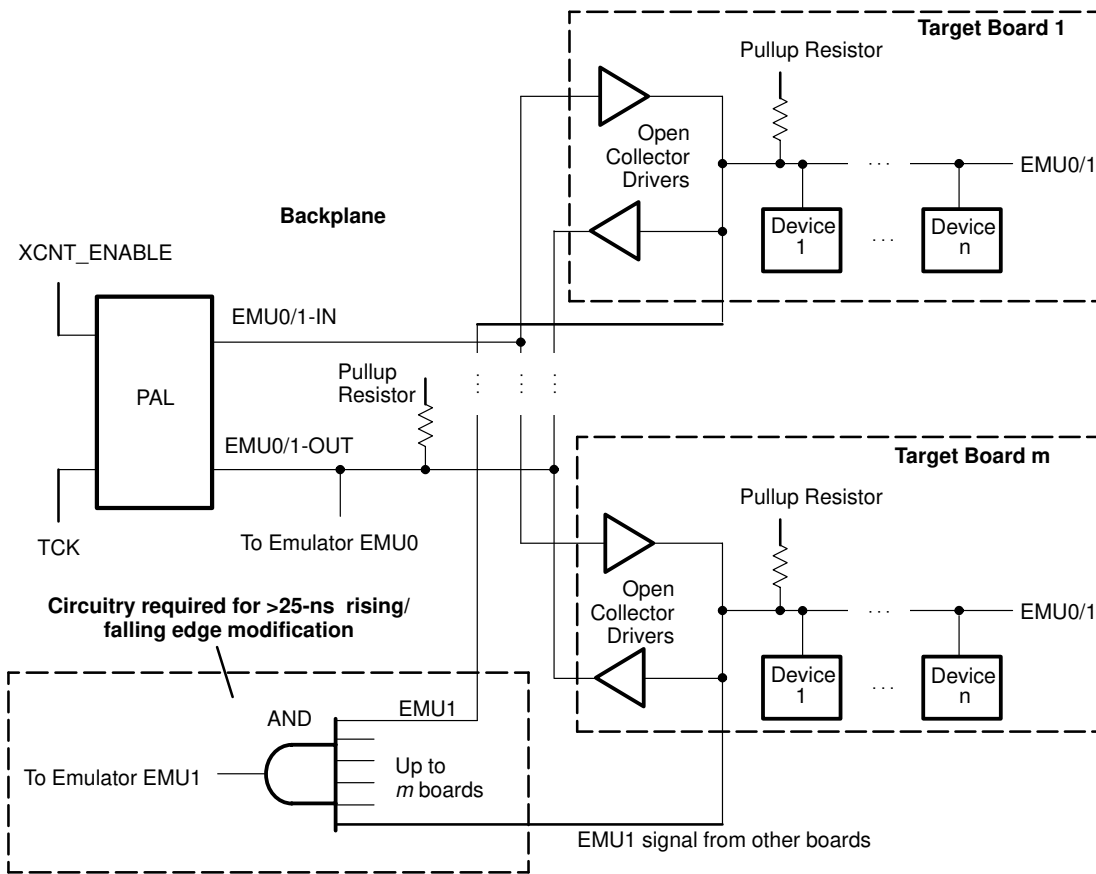 Target Board 1
Pullup Resistor
Open
Collector
Drivers
EMU0/1
Device
1
. . .
Device
n
Backplane
XCNT_ENABLE
EMU0/1-IN
PAL
Pullup
Resistor
EMU0/1-OUT
TCK
To Emulator EMU0
Target Board m
Pullup Resistor
Open
Collector
Drivers
EMU0/1
Device
1
. . .
Device
n
Circuitry required for >25-ns rising/
falling edge modification
AND
EMU1
Up to
m boards
To Emulator EMU1
EMU1 signal from other boards